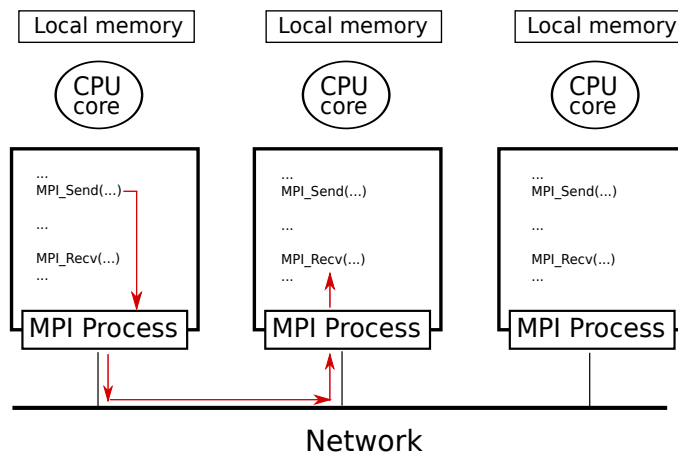 Local memory
Local memory
Local memory
CPU
core
CPU
core
CPU
core
...
MPI_Send(...)
...
MPI_Recv(...)
...
MPI Process
...
MPI_Send(...)
...
MPI_Recv(...)
...
MPI Process
...
MPI_Send(...)
...
MPI_Recv(...)
...
MPI Process
Network